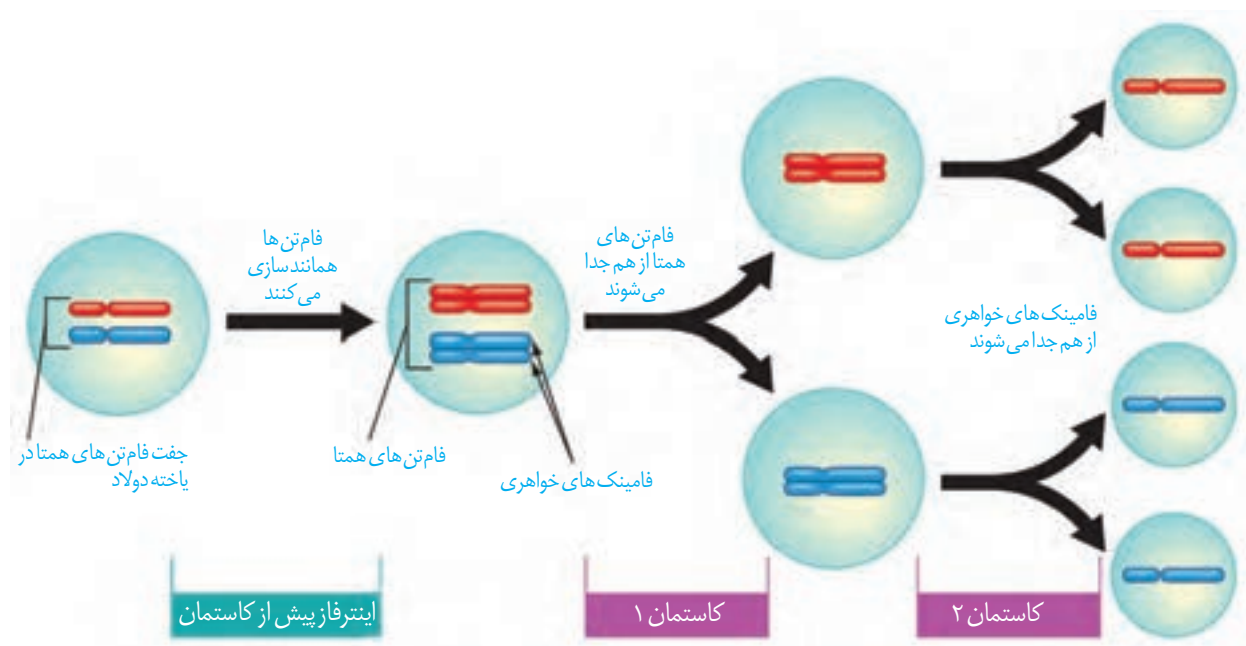 فام‌تن‌ها
همانندسازی
می‌کنند
فام‌تن‌های
همتا از هم جدا
می‌شوند
فامینک‌های خواهری
از هم جدا می‌شوند
جفت فام‌تن‌های همتا در
یاخته دولاد
فام‌تن‌های همتا
فامینک‌های خواهری
اینترفاز پیش از کاستمان
کاستمان ۱
کاستمان ۲